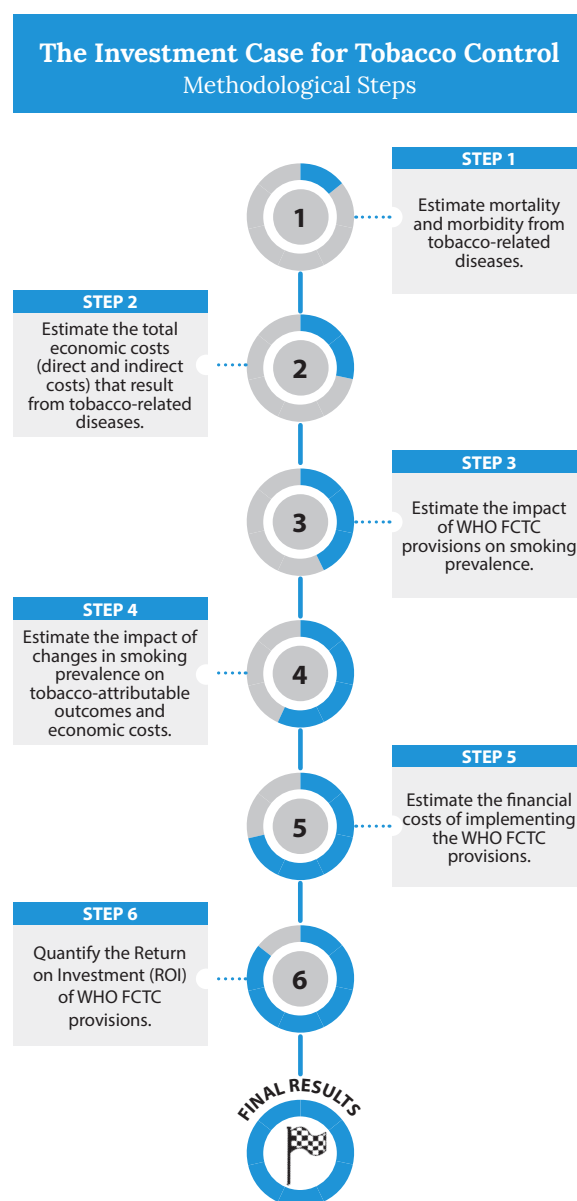 The Investment Case for Tobacco Control
Methodological Steps
1
STEP 1
Estimate mortality
and morbidity from
tobacco-related
diseases.
STEP 2
Estimate the total
economic costs
(direct and indirect
costs) that result
from tobacco-related
diseases.
2
3
STEP 3
Estimate the impact
of WHO FCTC
provisions on smoking
prevalence.
STEP 4
Estimate the impact of
changes in smoking
prevalence on
tobacco-attributable
outcomes and
economic costs.
4
5
STEP 5
Estimate the financial
costs of implementing
the WHO FCTC
provisions.
STEP 6
Quantify the Return
on Investment (ROI)
of WHO FCTC
provisions.
6
FINAL RESULTS